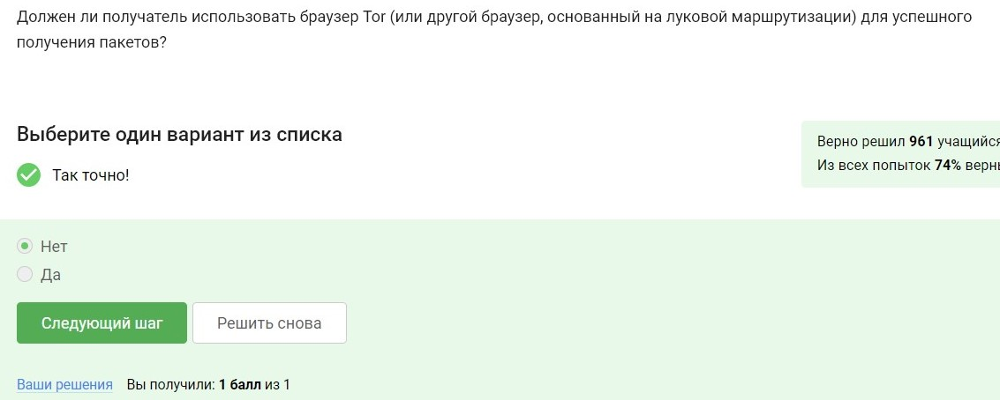 Должен ли получатель использовать браузер Tor (или другой браузер, основанный на луковой маршрутизации) для успешного
получения пакетов?
Выберите один вариант из списка
Так точно!
Верно решил 961 учащийся
Из всех попыток 74% верн
Нет
Да
Следующий шаг
Решить снова
Ваши решения Вы получили: 1 балл из 1